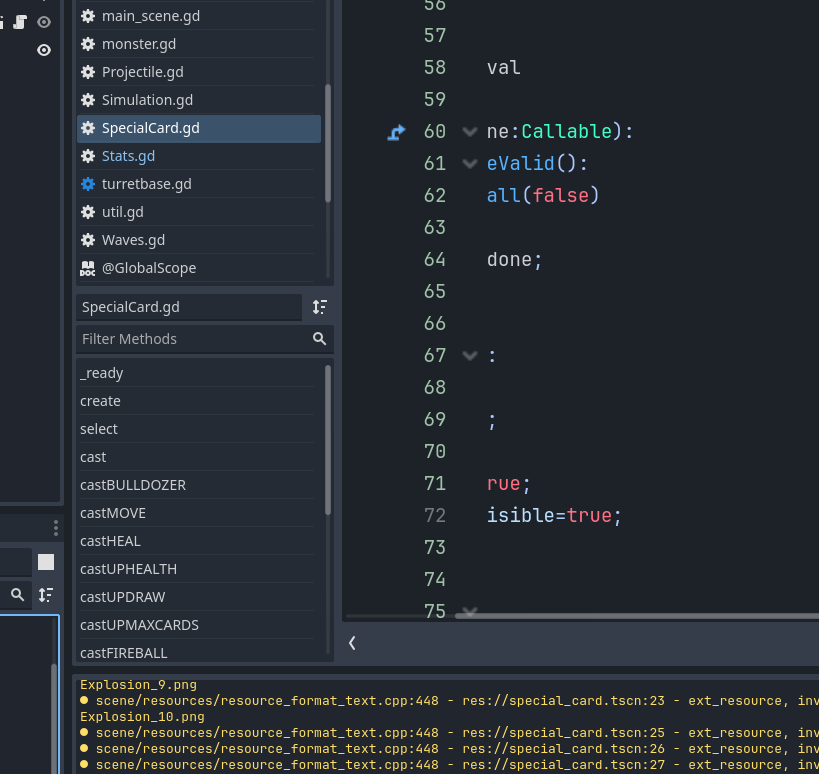 main_scene.gd
monster.gd
Projectile.gd
Simulation.gd
SpecialCard.gd
Stats.gd
turretbase.gd
util.gd
Waves.gd
DOC @GlobalScope
SpecialCard.gd
Filter Methods
_ready
create
select
cast
castBULLDOZER
castMOVE
castHEAL
castUPHEALTH
castUPDRAW
castUPMAXCARDS
castFIREBALL
56
57
58 val
59
60 ne:Callable):
61 eValid():
62 all(false)
63
64 done;
65
66
67 :
68
69 ;
70
71 rue;
72 isible=true;
73
74
75
Explosion_9.png
scene/resources/resource_format_text.cpp:448 - res://special_card.tscn:23 - ext_resource, inv
Explosion_10.png
scene/resources/resource_format_text.cpp:448 - res://special_card.tscn:25 - ext_resource, inv
scene/resources/resource_format_text.cpp:448 - res://special_card.tscn:26 - ext_resource, inv
scene/resources/resource_format_text.cpp:448 - res://special_card.tscn:27 - ext_resource, inv